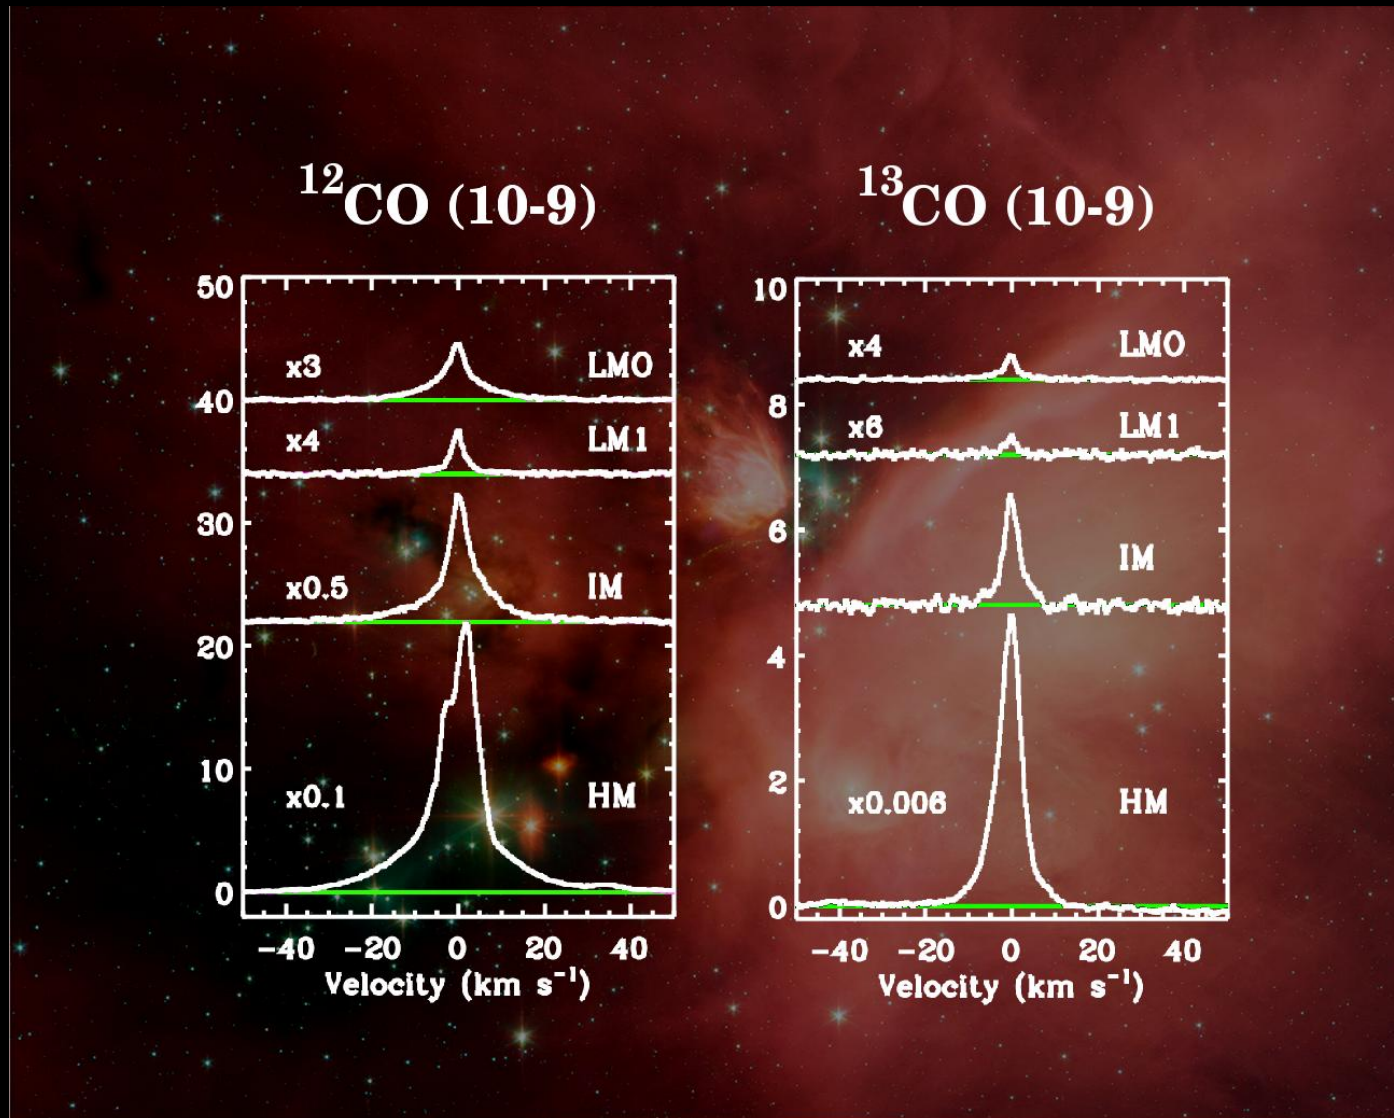 ¹²CO (10-9)
50
x3 LM0
40
x4 LM1
30
x0.5 IM
20
x0.1 HM
10
0
−40 −20 0 20 40
Velocity (km s⁻¹)
¹³CO (10-9)
10
x4 LM0
8
x6 LM1
6
IM
4
2
x0.006 HM
0
−40 −20 0 20 40
Velocity (km s⁻¹)